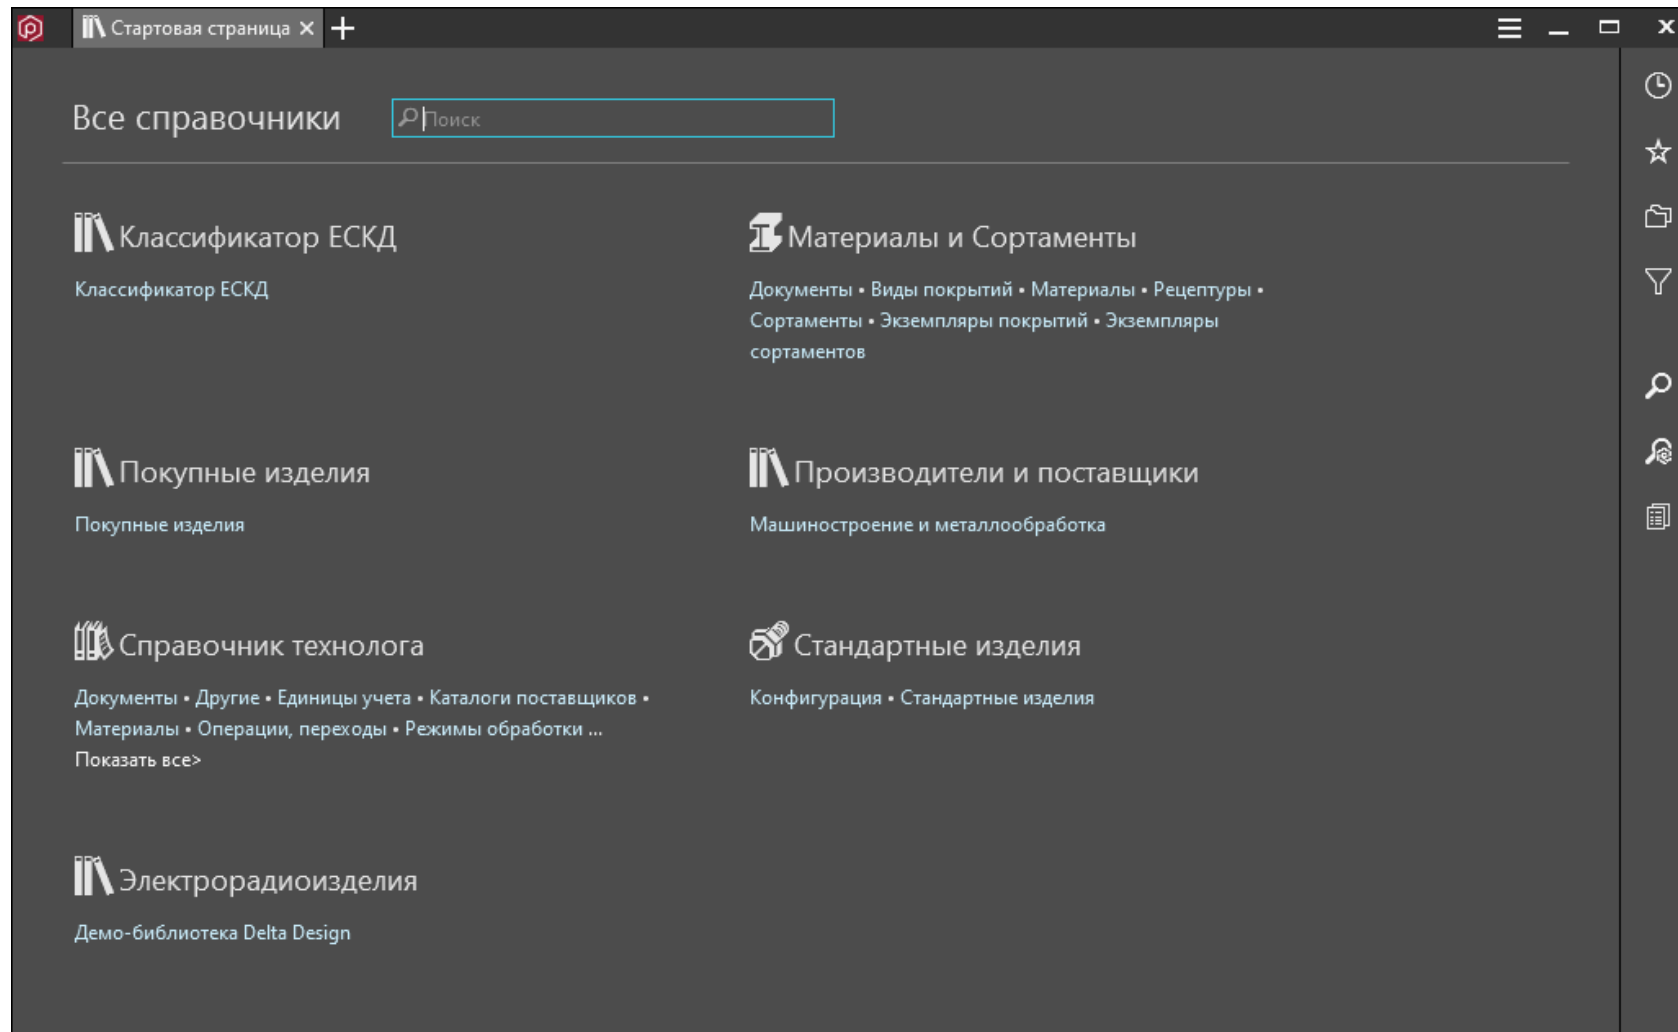 Стартовая страница
Все справочники
Поиск
Классификатор ЕСКД
Классификатор ЕСКД
Материалы и Сортаменты
Документы • Виды покрытий • Материалы • Рецептуры •
Сортаменты • Экземпляры покрытий • Экземпляры
сортаментов
Покупные изделия
Покупные изделия
Производители и поставщики
Машиностроение и металлообработка
Справочник технолога
Документы • Другие • Единицы учета • Каталоги поставщиков •
Материалы • Операции, переходы • Режимы обработки ...
Показать все>
Стандартные изделия
Конфигурация • Стандартные изделия
Электрорадиоизделия
Демо-библиотека Delta Design